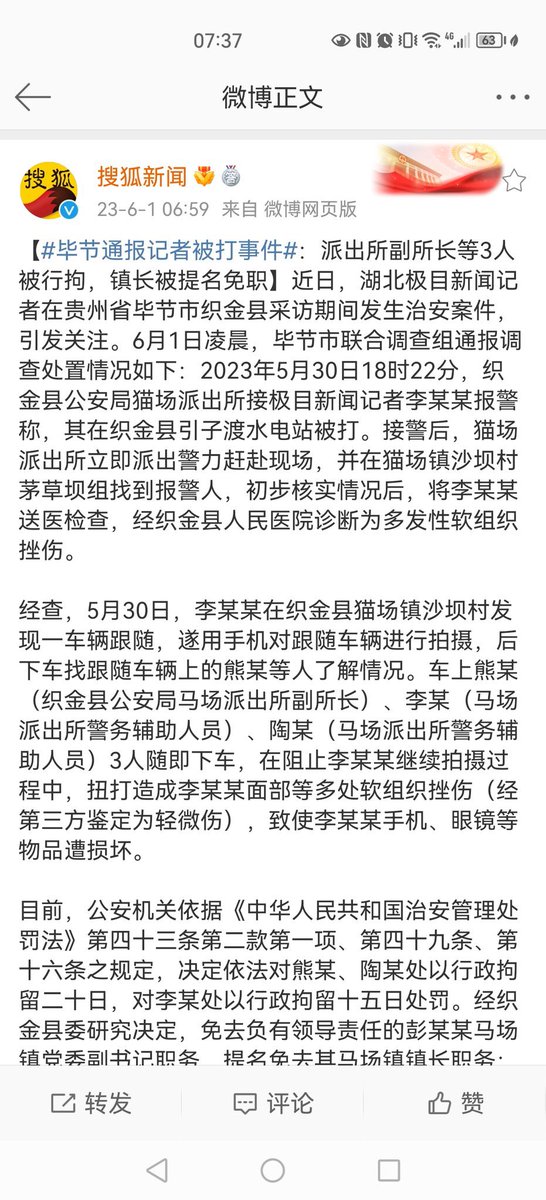 07:37
4G
63
微博正文
搜狐
搜狐新闻
23-6-1 06:59 来自 微博网页版
【#毕节通报记者被打事件#：派出所副所长等3人
被行拘，镇长被提名免职】近日，湖北极目新闻记
者在贵州省毕节市织金县采访期间发生治安案件，
引发关注。6月1日凌晨，毕节市联合调查组通报调
查处置情况如下：2023年5月30日18时22分，织
金县公安局猫场派出所接极目新闻记者李某某报警
称，其在织金县引子渡水电站被打。接警后，猫场
派出所立即派出警力赶赴现场，并在猫场镇沙坝村
茅草坝组找到报警人，初步核实情况后，将李某某
送医检查，经织金县人民医院诊断为多发性软组织
挫伤。
经查，5月30日，李某某在织金县猫场镇沙坝村发
现一车辆跟随，遂用手机对跟随车辆进行拍摄，后
下车找跟随车辆上的熊某等人了解情况。车上熊某
（织金县公安局马场派出所副所长）、李某（马场
派出所警务辅助人员）、陶某（马场派出所警务辅
助人员）3人随即下车，在阻止李某某继续拍摄过
程中，扭打造成李某某面部等多处软组织挫伤（经
第三方鉴定为轻微伤），致使李某某手机、眼镜等
物品遭损坏。
目前，公安机关依据《中华人民共和国治安管理处
罚法》第四十三条第二款第一项、第四十九条、第
十六条之规定，决定依法对熊某、陶某处以行政拘
留二十日，对李某处以行政拘留十五日处罚。经织
金县委研究决定，免去负有领导责任的彭某某马场
镇党委副书记职务，提名免去其马场镇镇长职务；
转发
评论
赞